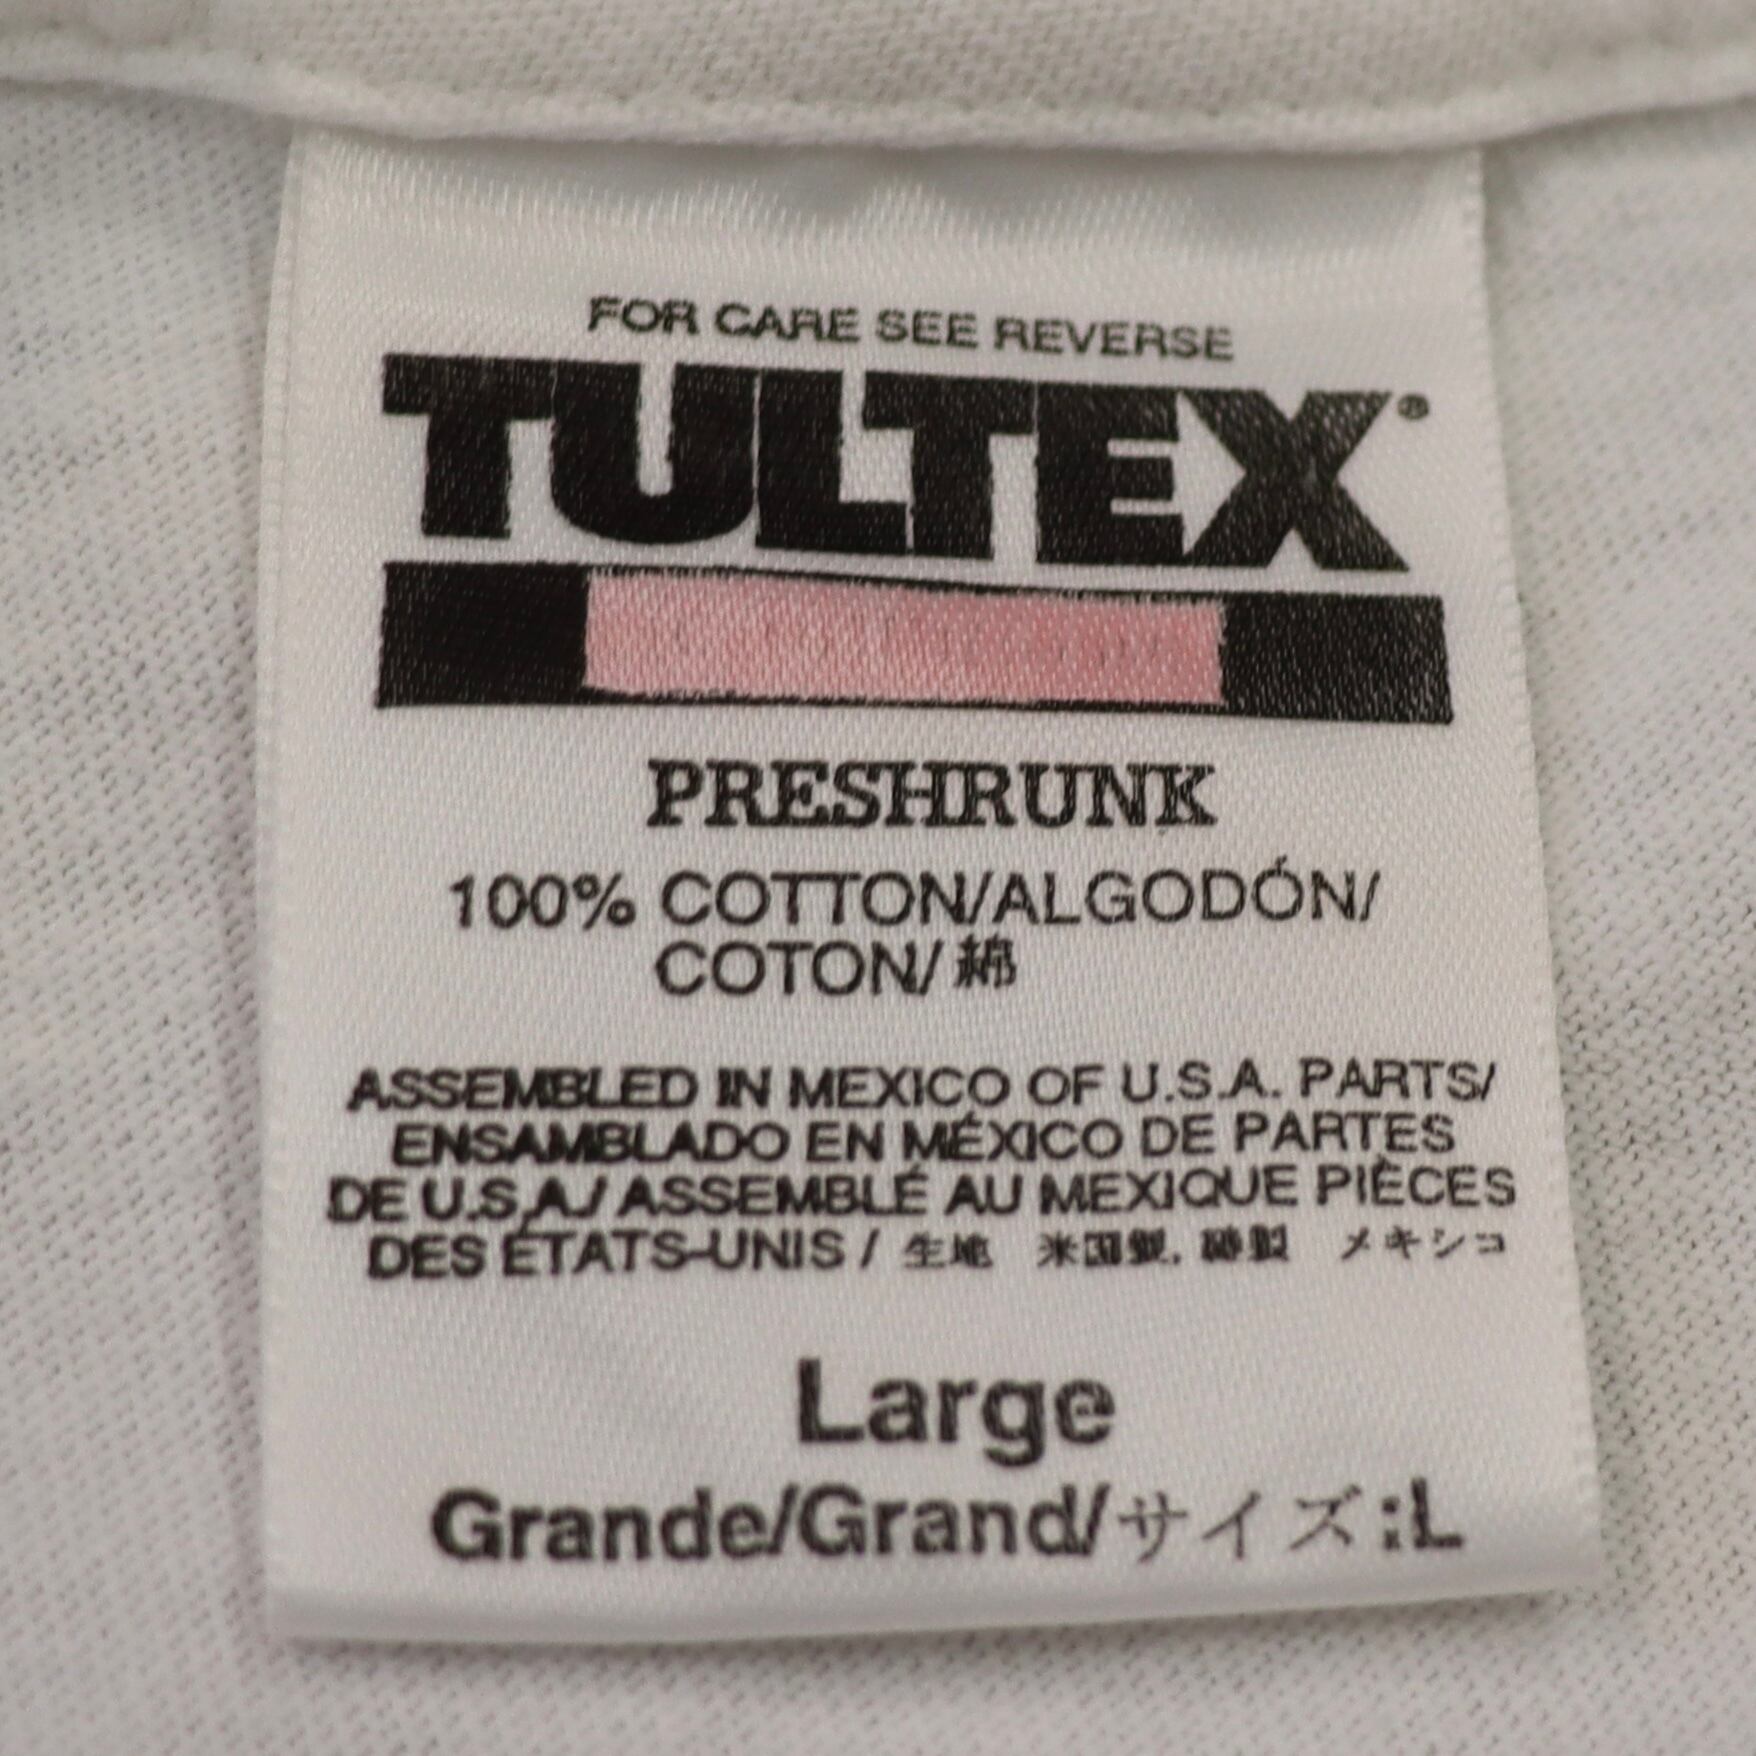 FOR CARE SEE REVERSE
TULTEX®
PRESHRUNK
100% COTTON/ALGODÓN/
COTON/綿
ASSEMBLED IN MEXICO OF U.S.A. PARTS/
ENSAMBLADO EN MÉXICO DE PARTES
DE U.S.A./ ASSEMBLÉ AU MEXIQUE PIÈCES
DES ÉTATS-UNIS / 生地 米国製, 縫製 メキシコ
Large
Grande/Grand/サイズ:L